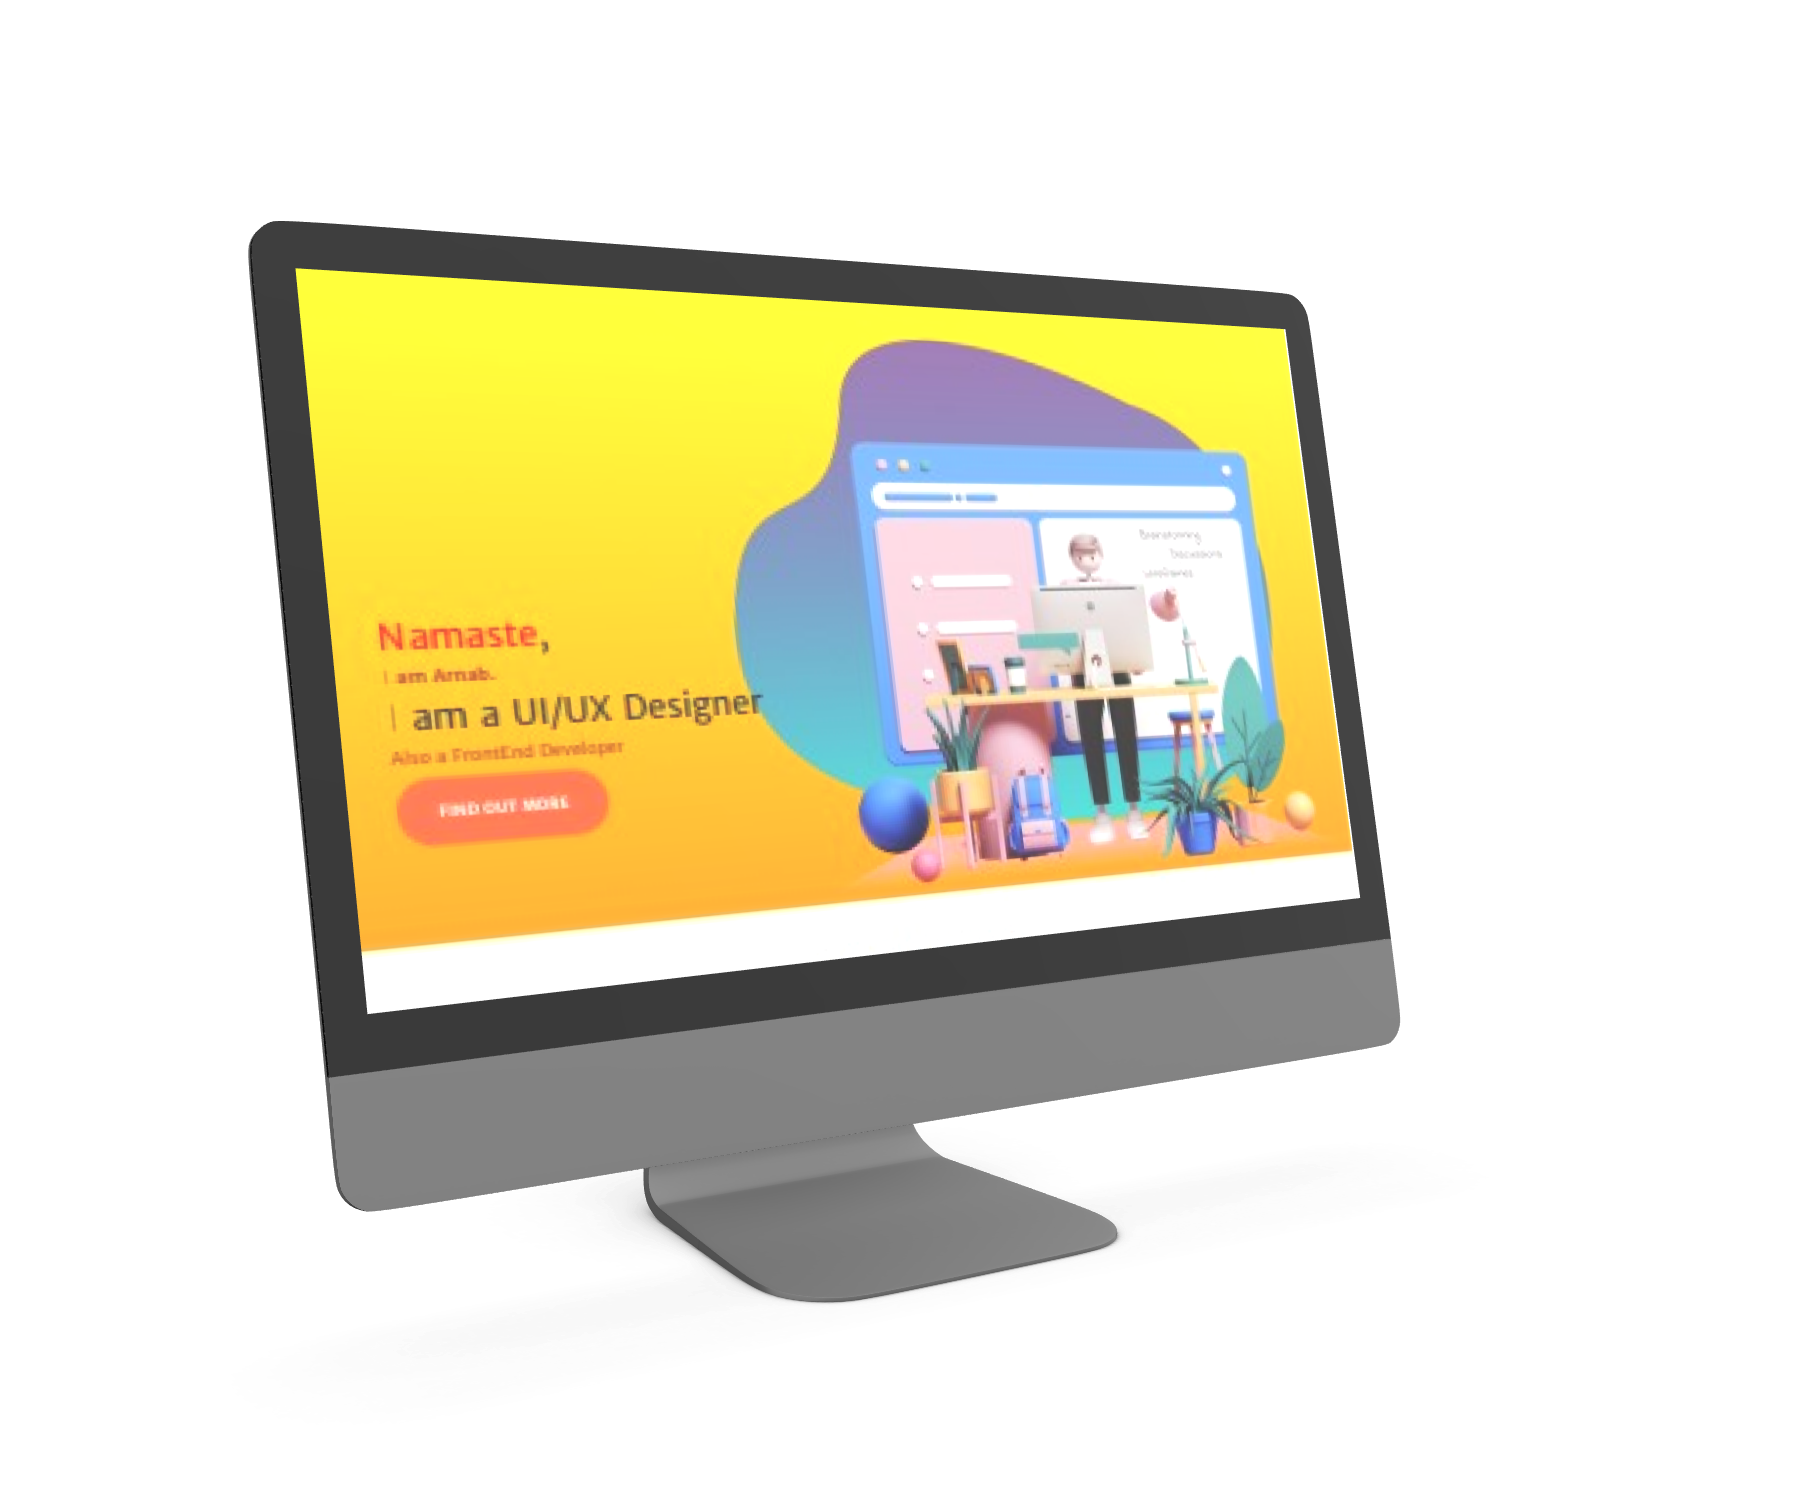 Namaste,
I am Arnab.
I am a UI/UX Designer
Also a FrontEnd Developer
FIND OUT MORE
Brainstorming
Discussions
wireframes